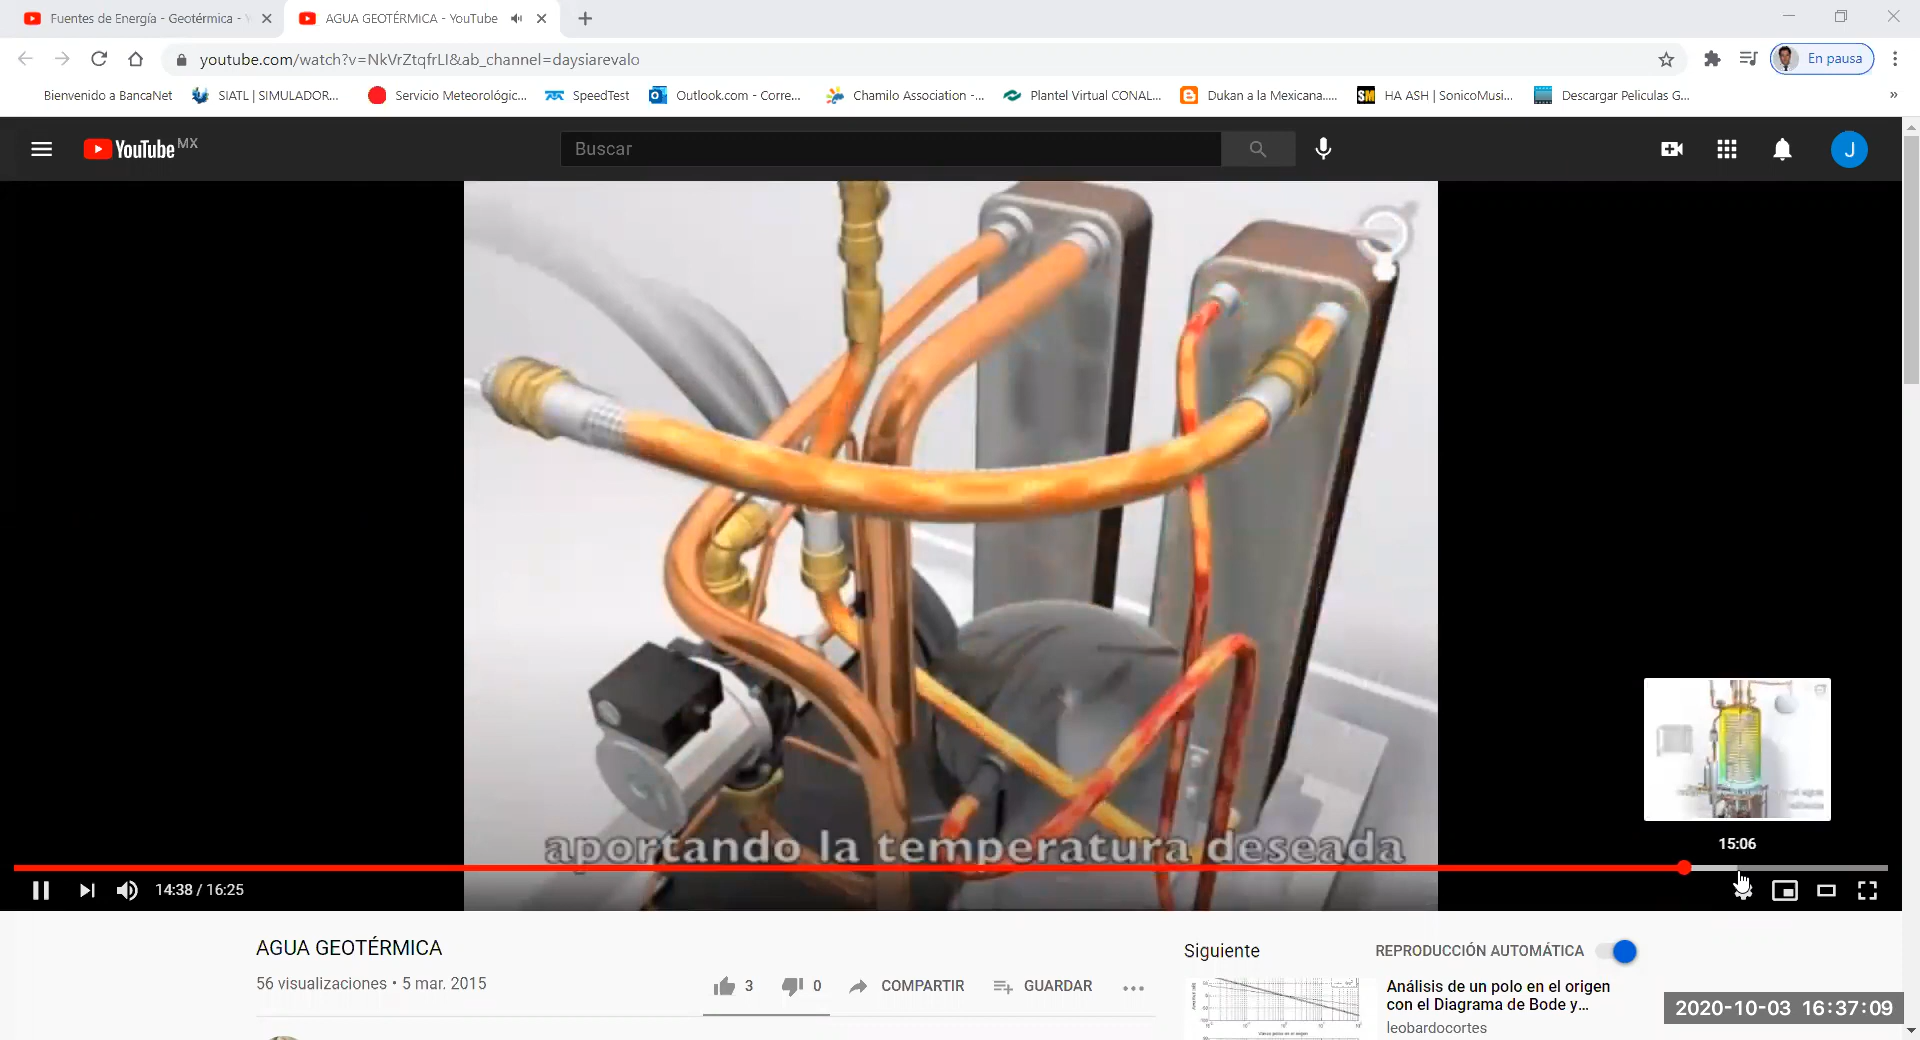 Fuentes de Energía - Geotérmica -
AGUA GEOTÉRMICA - YouTube
youtube.com/watch?v=NkVrZtqfrLI&ab_channel=daysiarevalo
En pausa
Bienvenido a BancaNet
SIATL | SIMULADOR...
Servicio Meteorológic...
SpeedTest
Outlook.com - Corre...
Chamilo Association -...
Plantel Virtual CONAL...
Dukan a la Mexicana.....
SM
HA ASH | SonicoMusi...
Descargar Peliculas G...
»
YouTube MX
Buscar
J
aportando la temperatura deseada
15:06
14:38 / 16:25
AGUA GEOTÉRMICA
56 visualizaciones • 5 mar. 2015
3
0
COMPARTIR
GUARDAR
Siguiente
REPRODUCCIÓN AUTOMÁTICA
Análisis de un polo en el origen
con el Diagrama de Bode y...
leobardocortes
2020-10-03 16:37:09